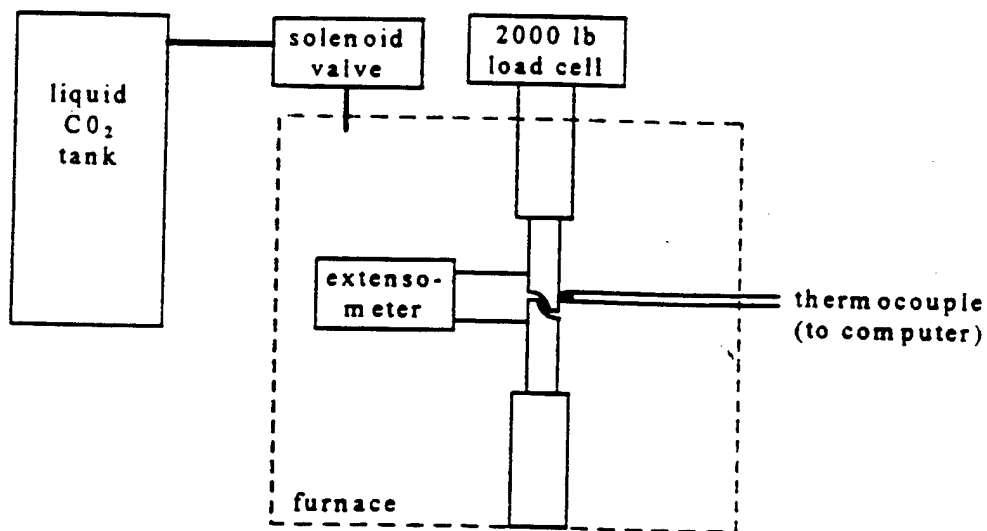 solenoid
valve
2000 lb
load cell
liquid
CO₂
tank
extenso-
meter
thermocouple
(to computer)
furnace